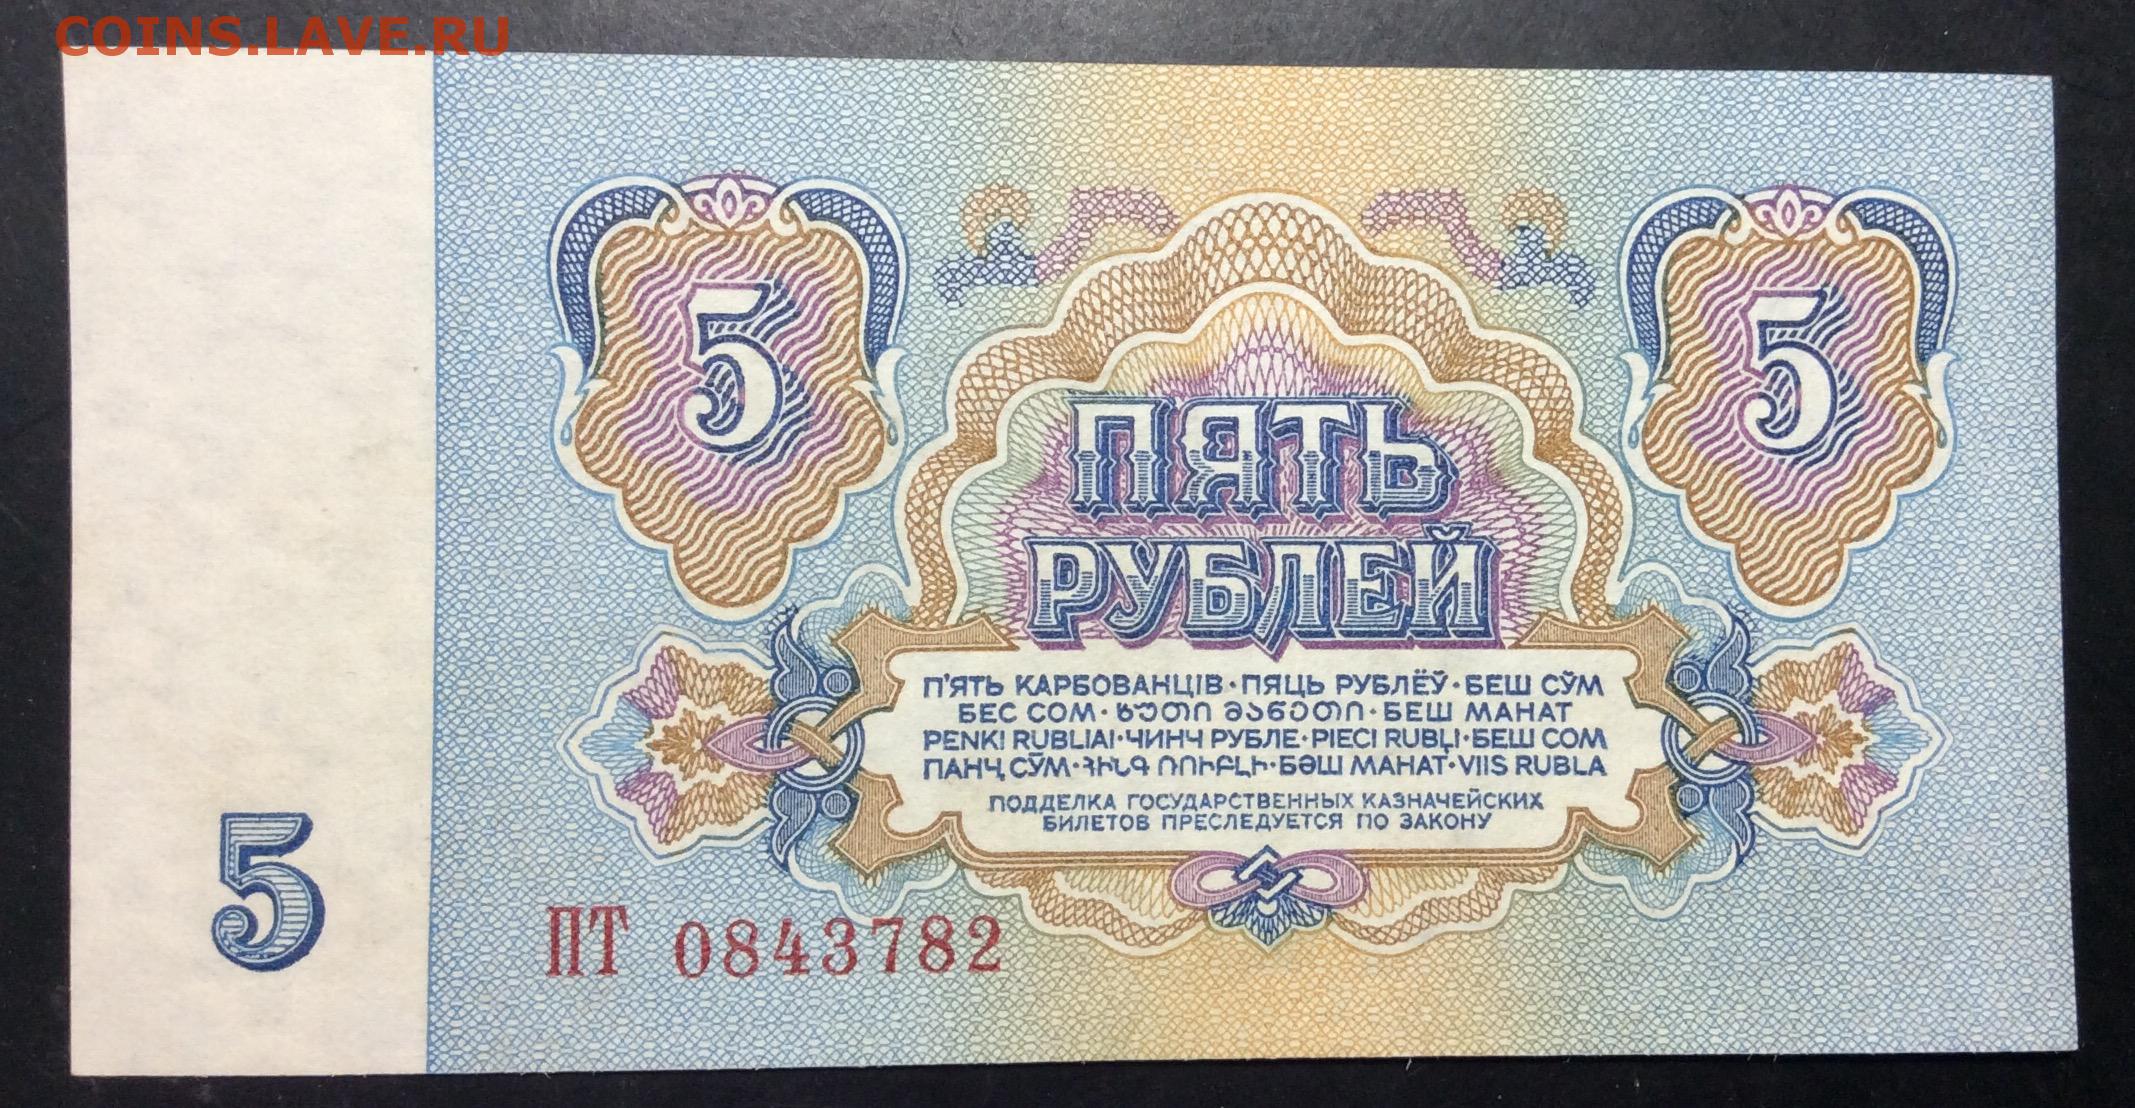 COINS.LAVE.RU
5
5
ПЯТЬ
РУБЛЕЙ
П'ЯТЬ КАРБОВАНЦІВ·ПЯЦЬ РУБЛЁЎ·БЕШ СЎМ
БЕС СОМ·ᲮᲣᲗᲘ ᲛᲐᲜᲔᲗᲘ·БЕШ МАНАТ
PENKI RUBLIAI·ЧИНЧ РУБЛЕ·PIECI RUBĻI·БЕШ СОМ
ПАНҶ СЎМ·ՀԻՆԳ ՌՈՒԲԼԻ·БӘШ МАНАТ·VIIS RUBLA
ПОДДЕЛКА ГОСУДАРСТВЕННЫХ КАЗНАЧЕЙСКИХ
БИЛЕТОВ ПРЕСЛЕДУЕТСЯ ПО ЗАКОНУ
5
ПТ 0843782